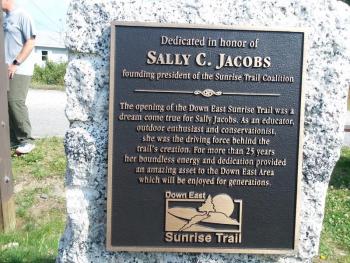 Dedicated in honor of
SALLY C. JACOBS
founding president of the Sunrise Trail Coalition
The opening of the Down East Sunrise Trail was a
dream come true for Sally Jacobs. As an educator,
outdoor enthusiast and conservationist,
she was the driving force behind the
trail's creation. For more than 25 years
her boundless energy and dedication provided
an amazing asset to the Down East Area
which will be enjoyed for generations.
Down East
Sunrise Trail